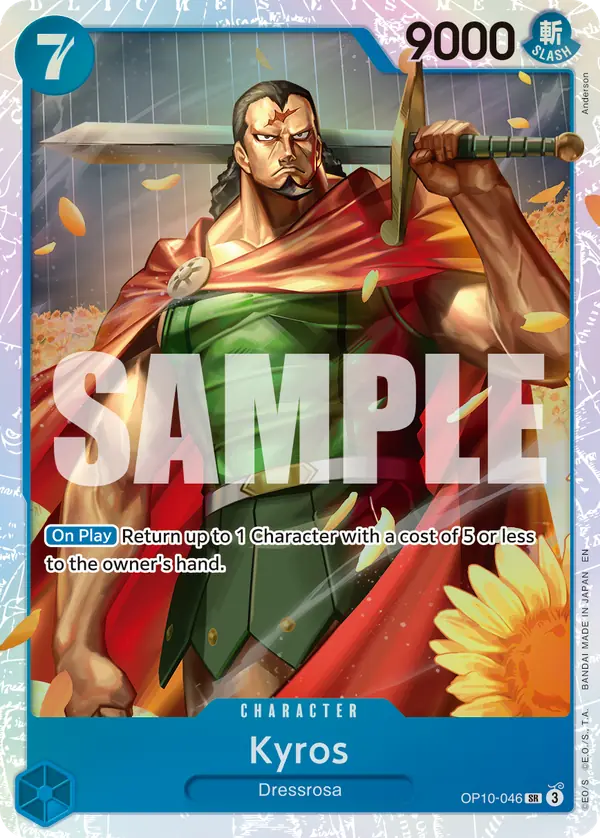 7
9000
斬
SLASH
Anderson
SAMPLE
On Play Return up to 1 Character with a cost of 5 or less
to the owner's hand.
BANDAI MADE IN JAPAN EN
©E.O./S., T.A.
©EO/S
CHARACTER
Kyros
Dressrosa
OP10-046 SR 3